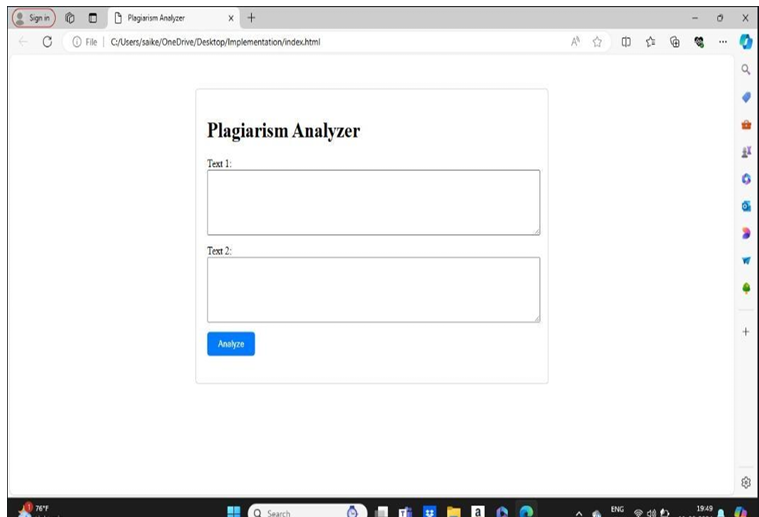 Sign in
Plagiarism Analyzer
File
C:/Users/saike/OneDrive/Desktop/Implementation/index.html
Plagiarism Analyzer
Text 1:
Text 2:
Analyze
1
76°F
Search
a
ENG
19:49